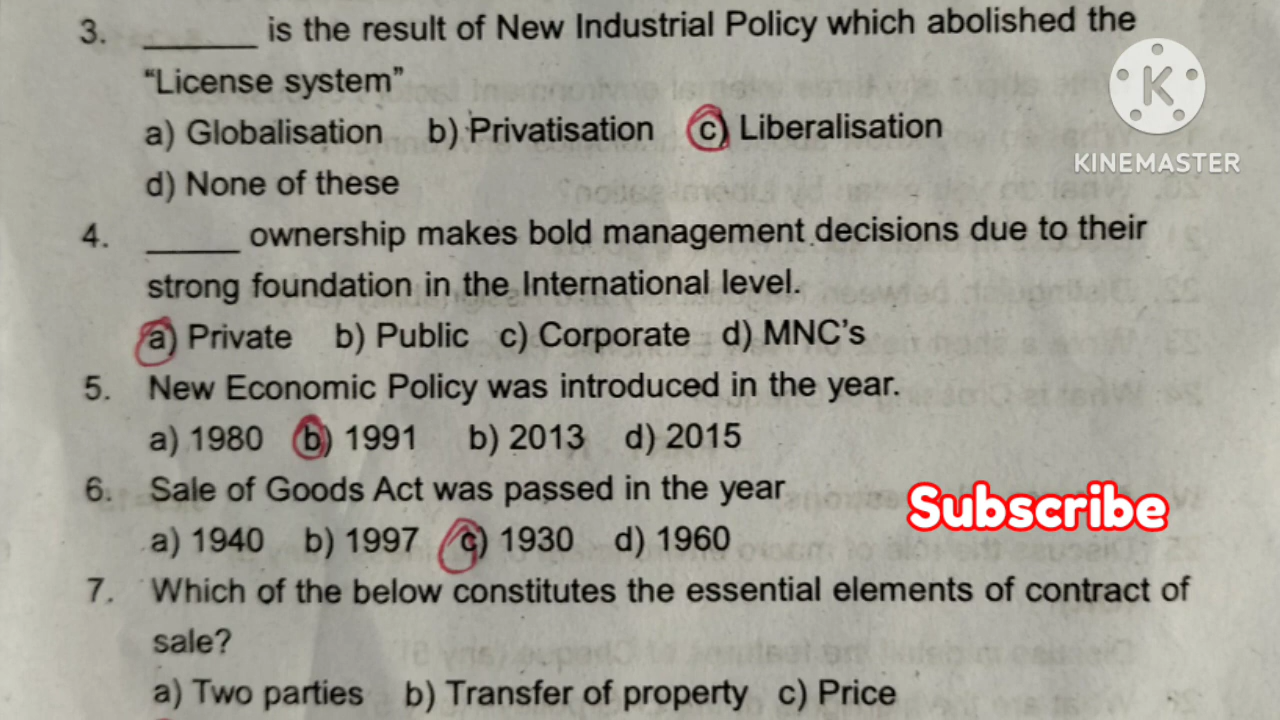 3. ______ is the result of New Industrial Policy which abolished the
“License system”
a) Globalisation b) Privatisation c) Liberalisation
d) None of these
4. _____ ownership makes bold management decisions due to their
strong foundation in the International level.
a) Private b) Public c) Corporate d) MNC’s
5. New Economic Policy was introduced in the year.
a) 1980 b) 1991 b) 2013 d) 2015
6. Sale of Goods Act was passed in the year
a) 1940 b) 1997 c) 1930 d) 1960
7. Which of the below constitutes the essential elements of contract of
sale?
a) Two parties b) Transfer of property c) Price
K
KINEMASTER
Subscribe